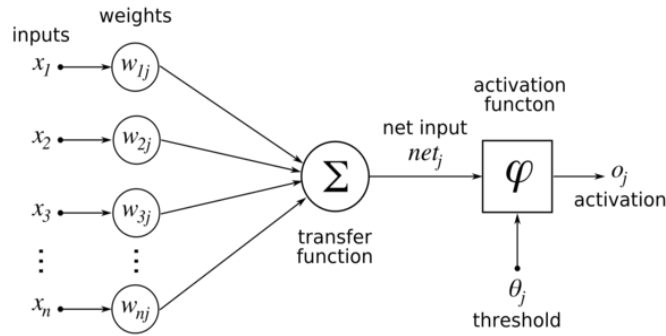 weights
inputs
x₁
w₁ⱼ
x₂
w₂ⱼ
x₃
w₃ⱼ
⋮
⋮
xₙ
wₙⱼ
Σ
transfer
function
net input
netⱼ
activation
functon
φ
oⱼ
activation
θⱼ
threshold